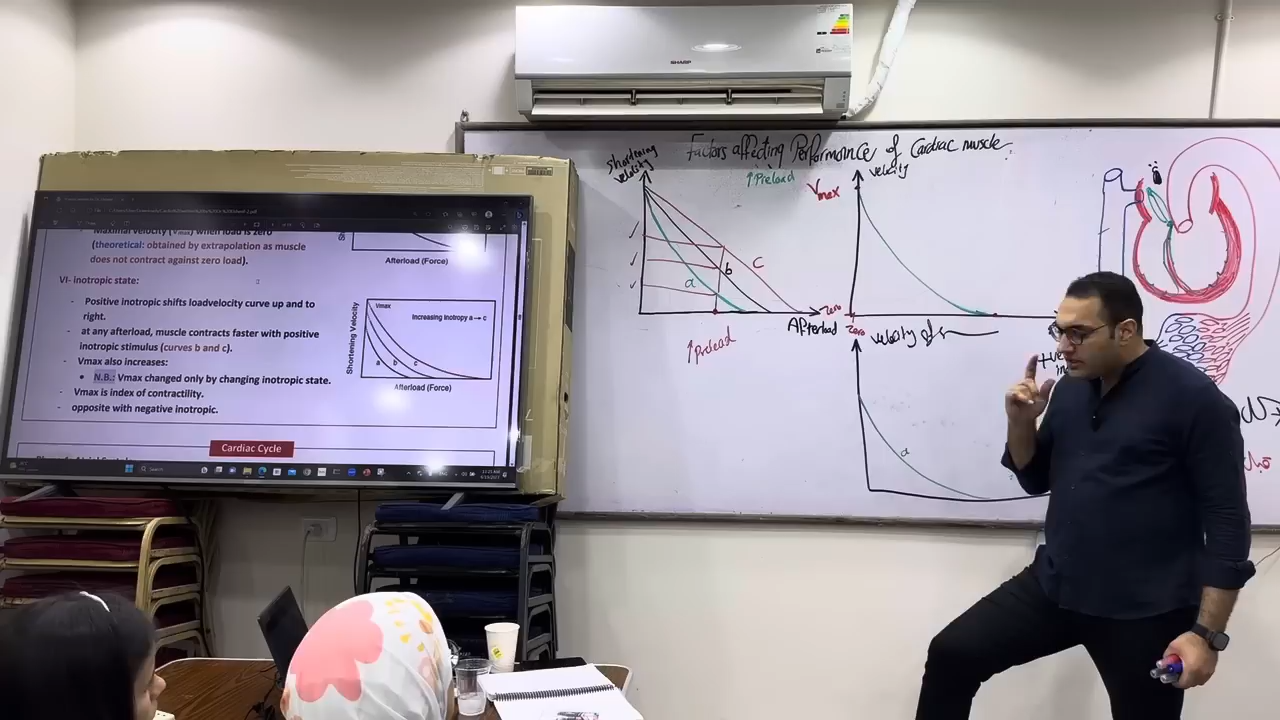 SHARP
Maximal velocity (Vmax) when load is zero
(theoretical: obtained by extrapolation as muscle
does not contract against zero load).
Afterload (Force)
VI- inotropic state:
- Positive inotropic shifts loadvelocity curve up and to
right.
- at any afterload, muscle contracts faster with positive
inotropic stimulus (curves b and c).
- Vmax also increases:
• N.B.: Vmax changed only by changing inotropic state.
- Vmax is index of contractility.
- opposite with negative inotropic.
Vmax
Increasing Inotropy a→c
Shortening Velocity
a
b
c
Afterload (Force)
Cardiac Cycle
Search
Factors affecting Performance of Cardiac muscle
Shortening
velocity
↑Preload
a
b
c
Afterload
↑Preload
Vmax
velocity
Zero
Zero
velocity of
a
+ve